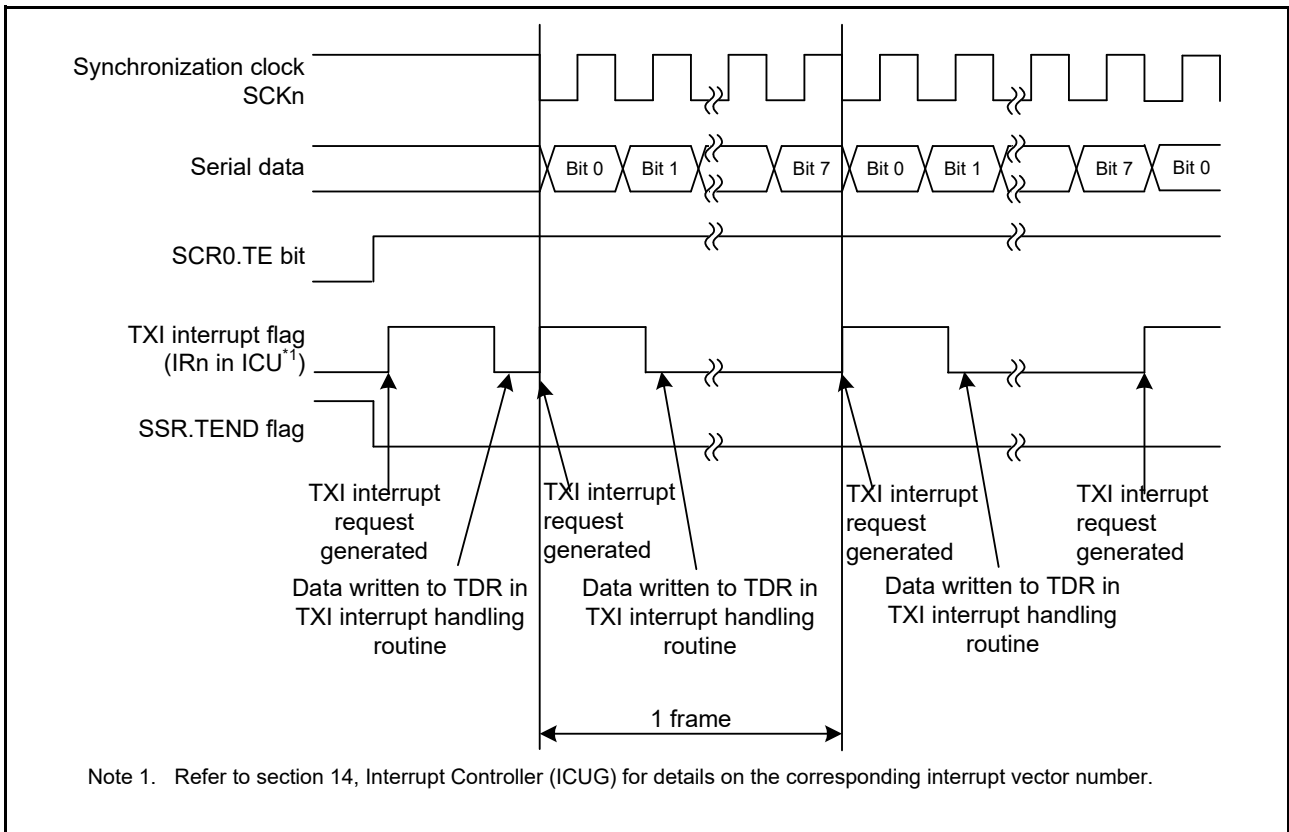 Synchronization clock
SCKn
Serial data
Bit 0
Bit 1
Bit 7
Bit 0
Bit 1
Bit 7
Bit 0
SCR0.TE bit
TXI interrupt flag
(IRn in ICU*1)
SSR.TEND flag
TXI interrupt
request
generated
TXI interrupt
request
generated
TXI interrupt
request
generated
TXI interrupt
request
generated
Data written to TDR in
TXI interrupt handling
routine
Data written to TDR in
TXI interrupt handling
routine
Data written to TDR in
TXI interrupt handling
routine
1 frame
Note 1. Refer to section 14, Interrupt Controller (ICUG) for details on the corresponding interrupt vector number.